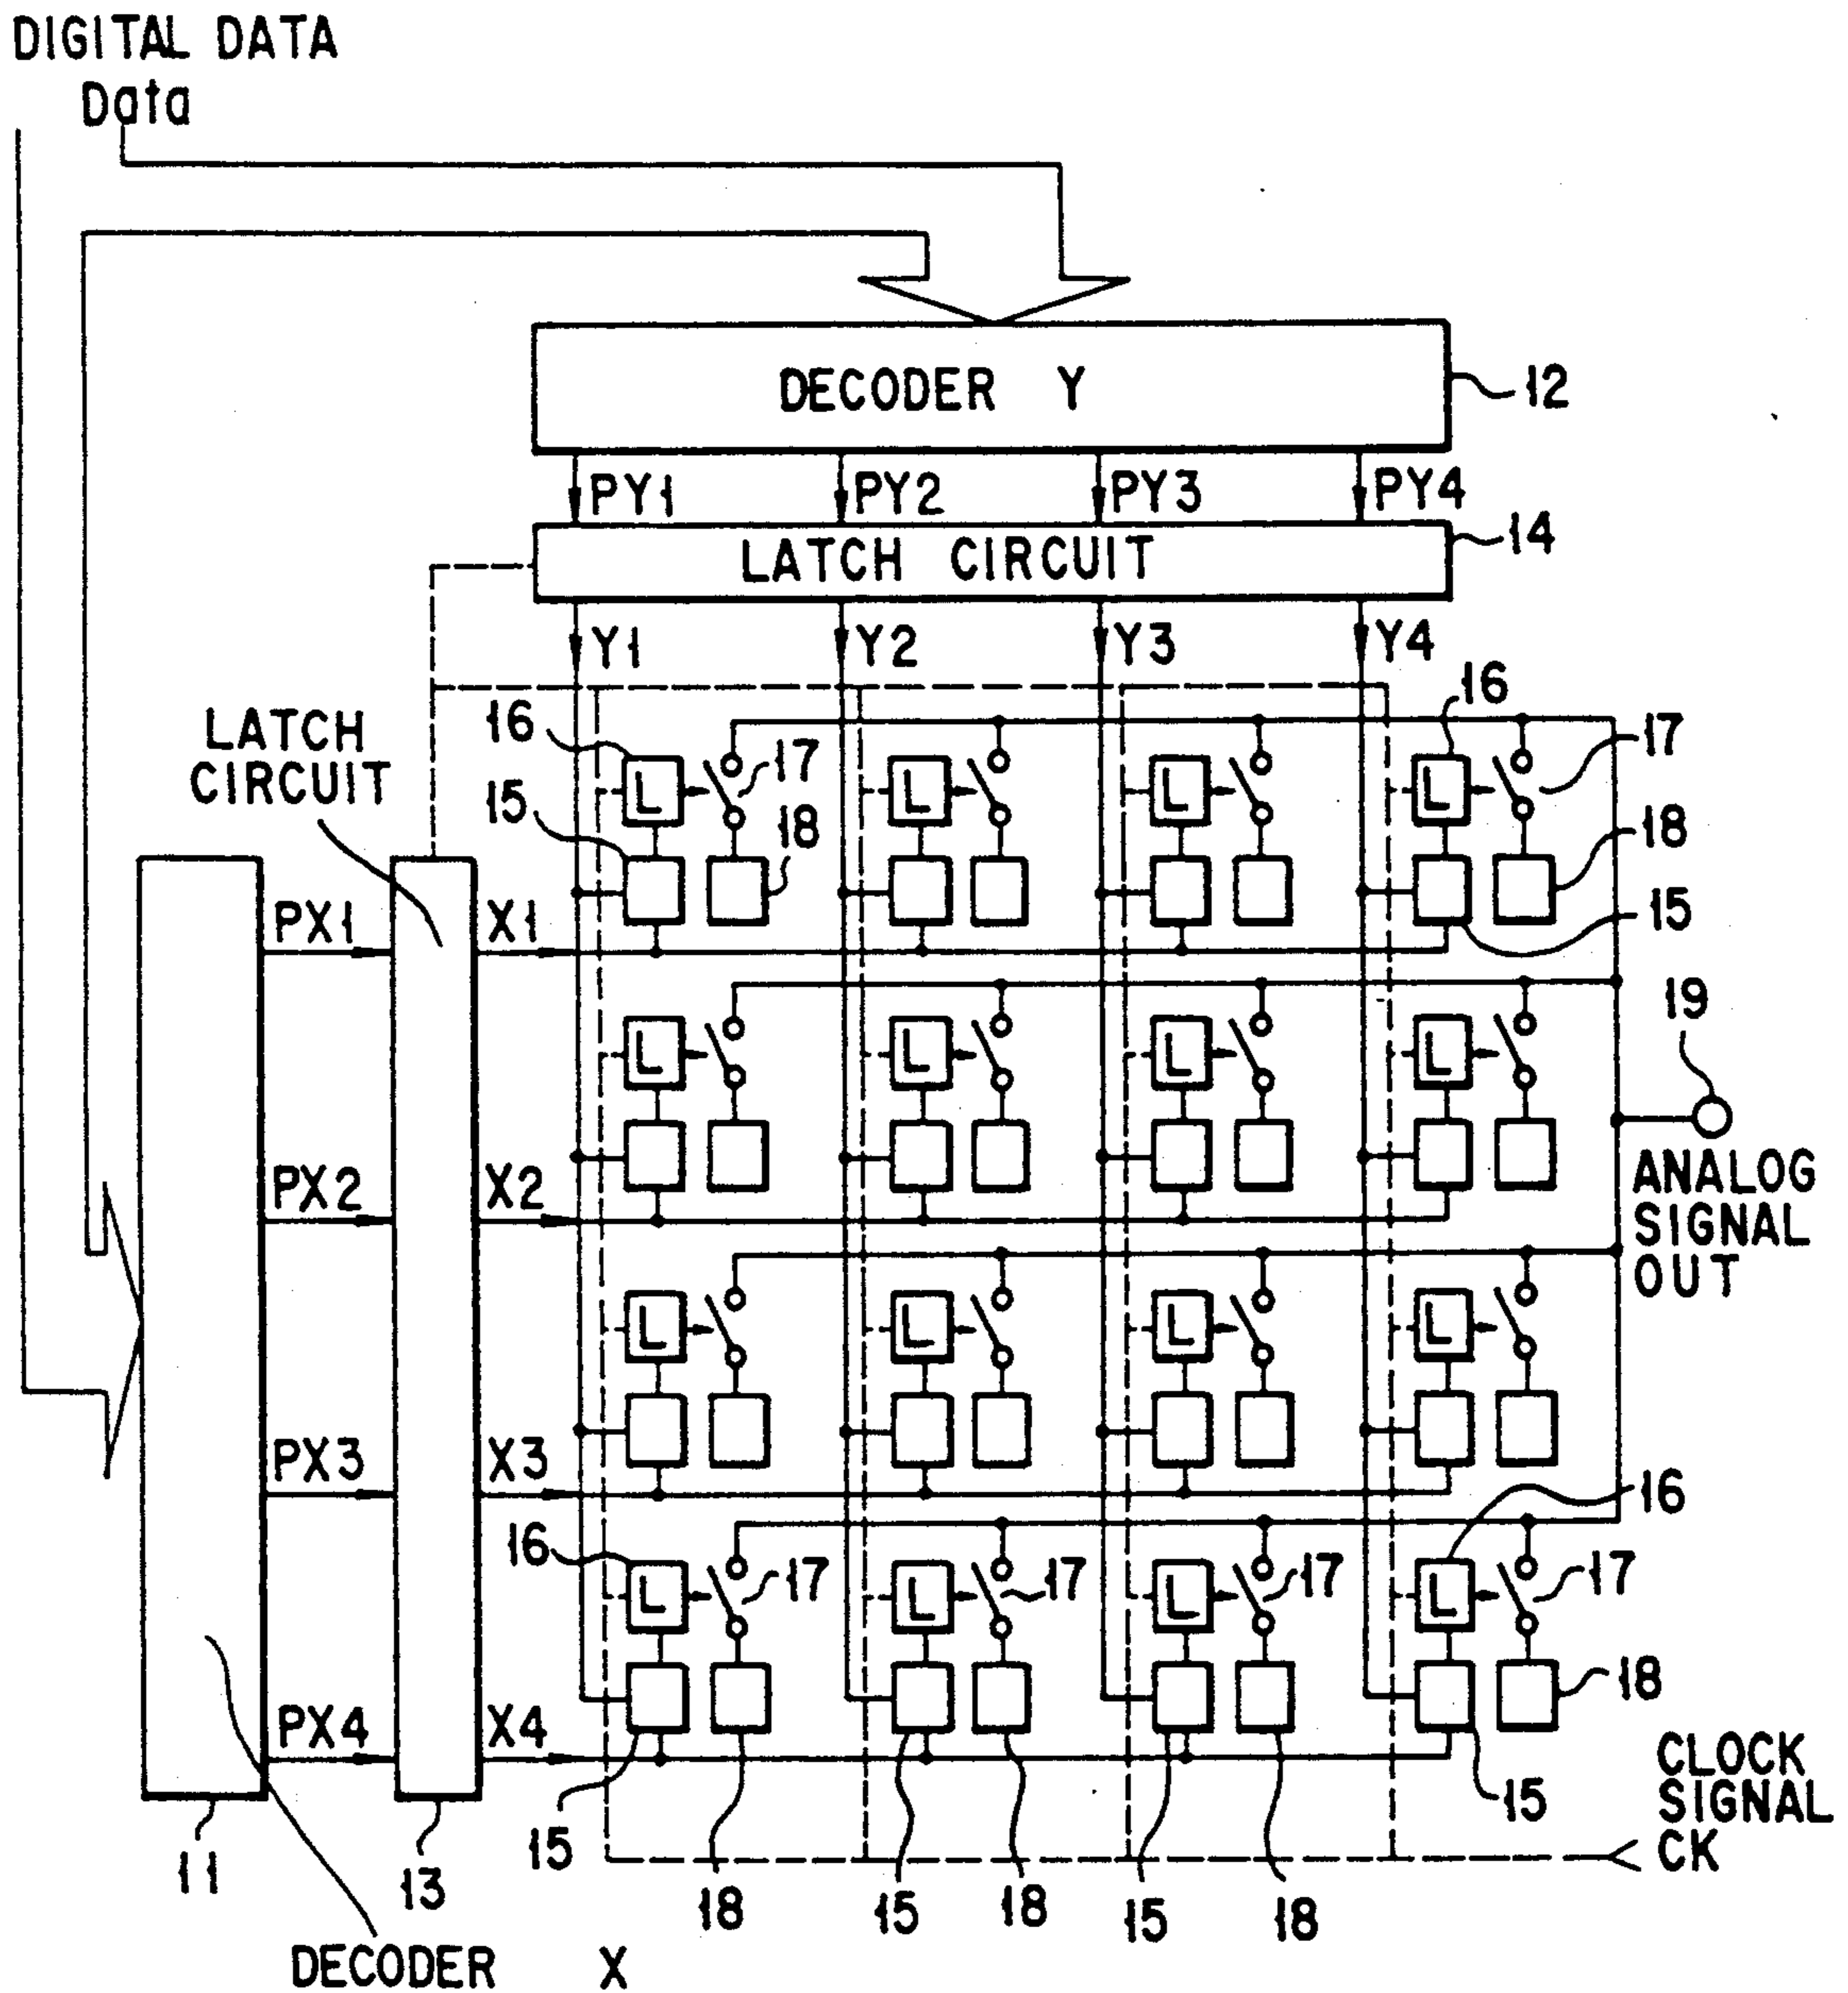 DIGITAL DATA
Data
DECODER Y
12
PY1 PY2 PY3 PY4
LATCH CIRCUIT
14
Y1 Y2 Y3 Y4
LATCH
CIRCUIT
16
16
L 17 L L L 17
15 18 18
15
PX1 X1
19
L L L L
ANALOG
SIGNAL
OUT
PX2 X2
L L L L
PX3 X3
16
16
L 17 L 17 L 17 L 17
18
PX4 X4
CLOCK
SIGNAL
CK
15
15
11 13
18 15 18 15 18
DECODER X